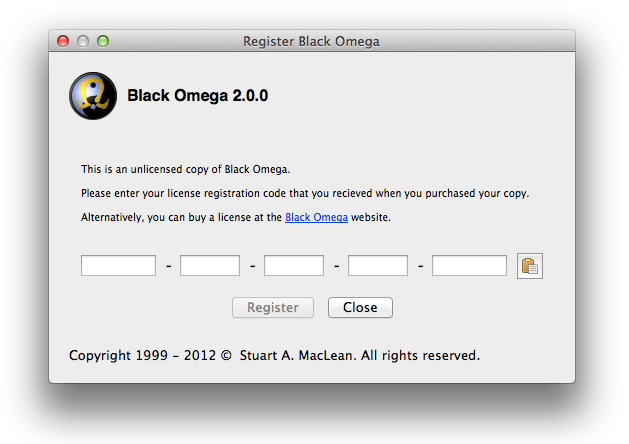 Register Black Omega
Black Omega 2.0.0
This is an unlicensed copy of Black Omega.
Please enter your license registration code that you recieved when you purchased your copy.
Alternatively, you can buy a license at the Black Omega website.
- - - -
Register Close
Copyright 1999 - 2012 © Stuart A. MacLean. All rights reserved.